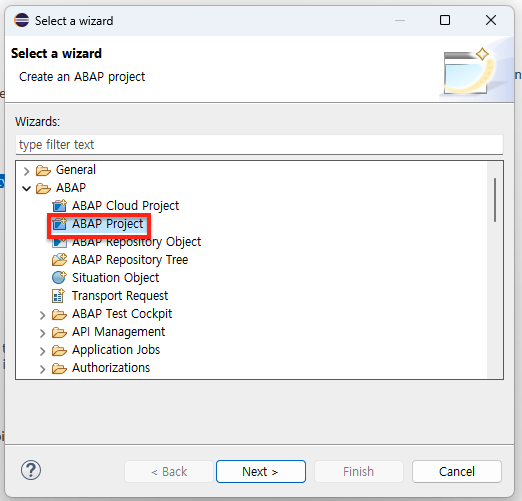 Select a wizard
Select a wizard
Create an ABAP project
Wizards:
type filter text
General
ABAP
ABAP Cloud Project
ABAP Project
ABAP Repository Object
ABAP Repository Tree
Situation Object
Transport Request
ABAP Test Cockpit
API Management
Application Jobs
Authorizations
?
< Back
Next >
Finish
Cancel